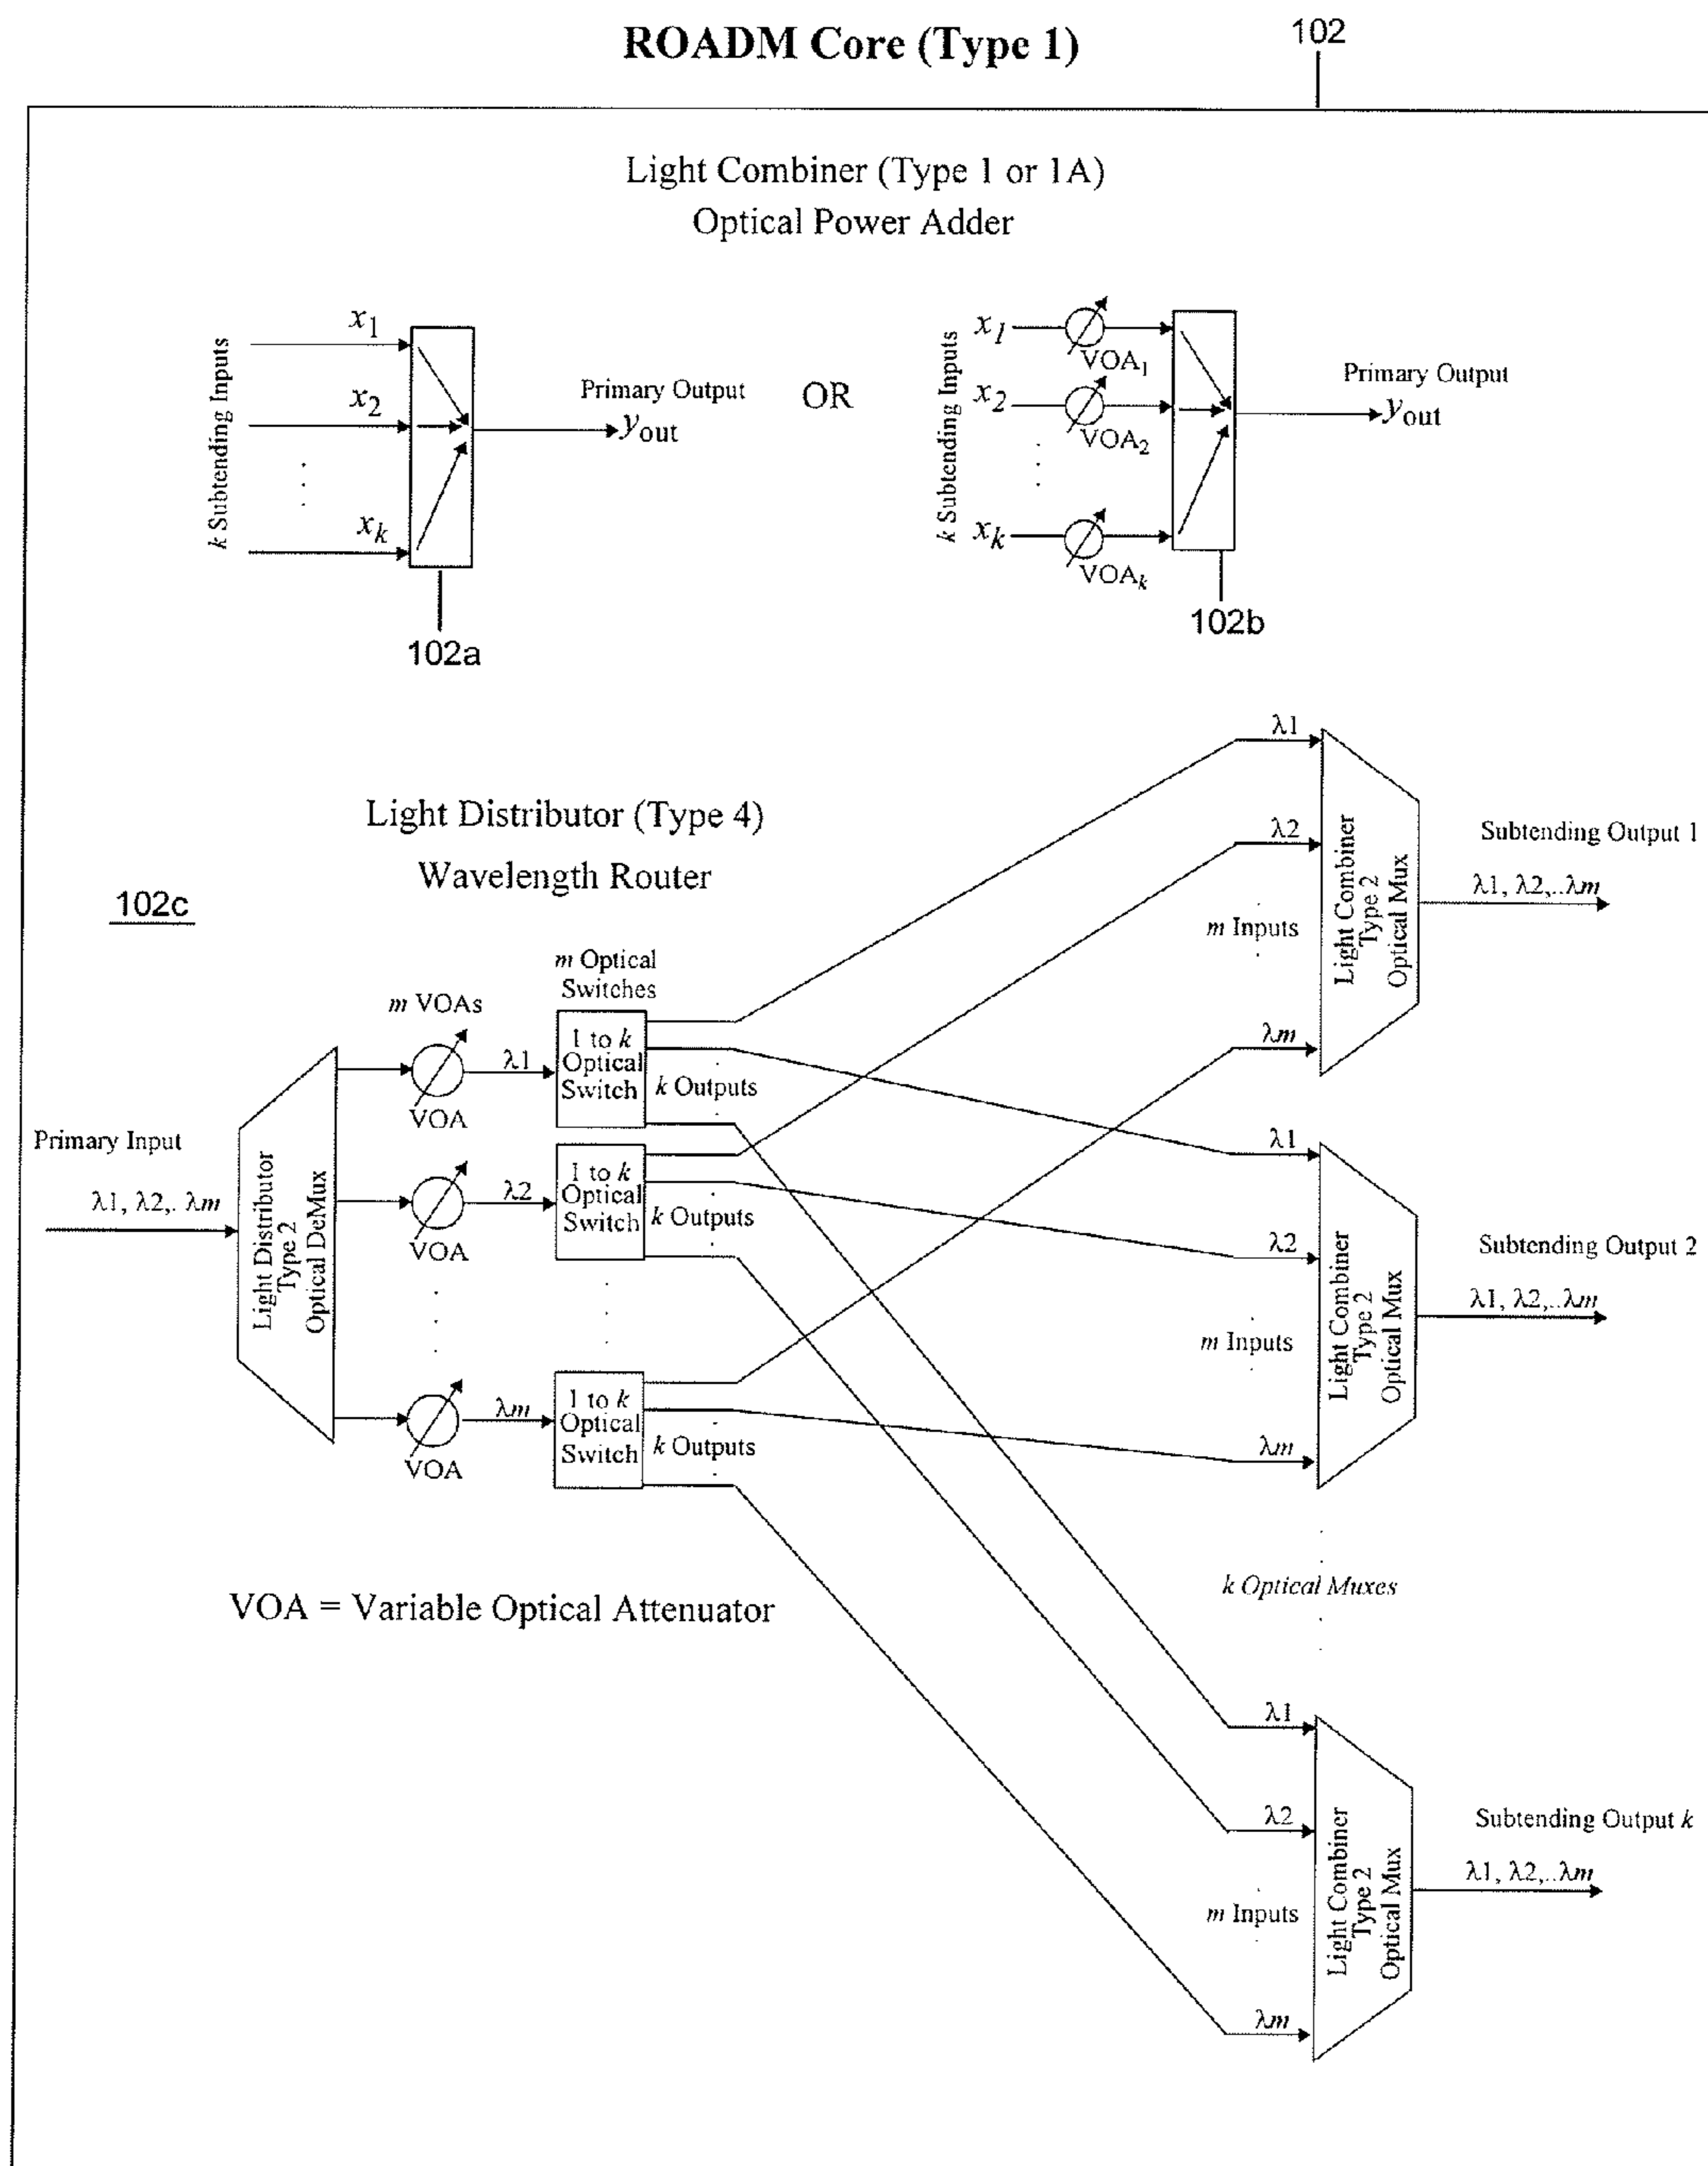 ROADM Core (Type 1)
102
Light Combiner (Type 1 or 1A)
Optical Power Adder
k Subtending Inputs
x1
x2
.
.
.
xk
Primary Output
yout
102a
OR
k Subtending Inputs
x1
VOA1
x2
VOA2
.
.
.
xk
VOAk
Primary Output
yout
102b
Light Distributor (Type 4)
Wavelength Router
102c
Primary Input
λ1, λ2,. λm
Light Distributor
Type 2
Optical DeMux
m VOAs
VOA
λ1
VOA
λ2
.
.
.
VOA
λm
m Optical
Switches
1 to k
Optical
Switch
k Outputs
1 to k
Optical
Switch
k Outputs
.
.
.
1 to k
Optical
Switch
k Outputs
λ1
λ2
m Inputs
λm
Light Combiner
Type 2
Optical Mux
Subtending Output 1
λ1, λ2,..λm
λ1
λ2
m Inputs
λm
Light Combiner
Type 2
Optical Mux
Subtending Output 2
λ1, λ2,..λm
k Optical Muxes
λ1
λ2
m Inputs
λm
Light Combiner
Type 2
Optical Mux
Subtending Output k
λ1, λ2,..λm
VOA = Variable Optical Attenuator